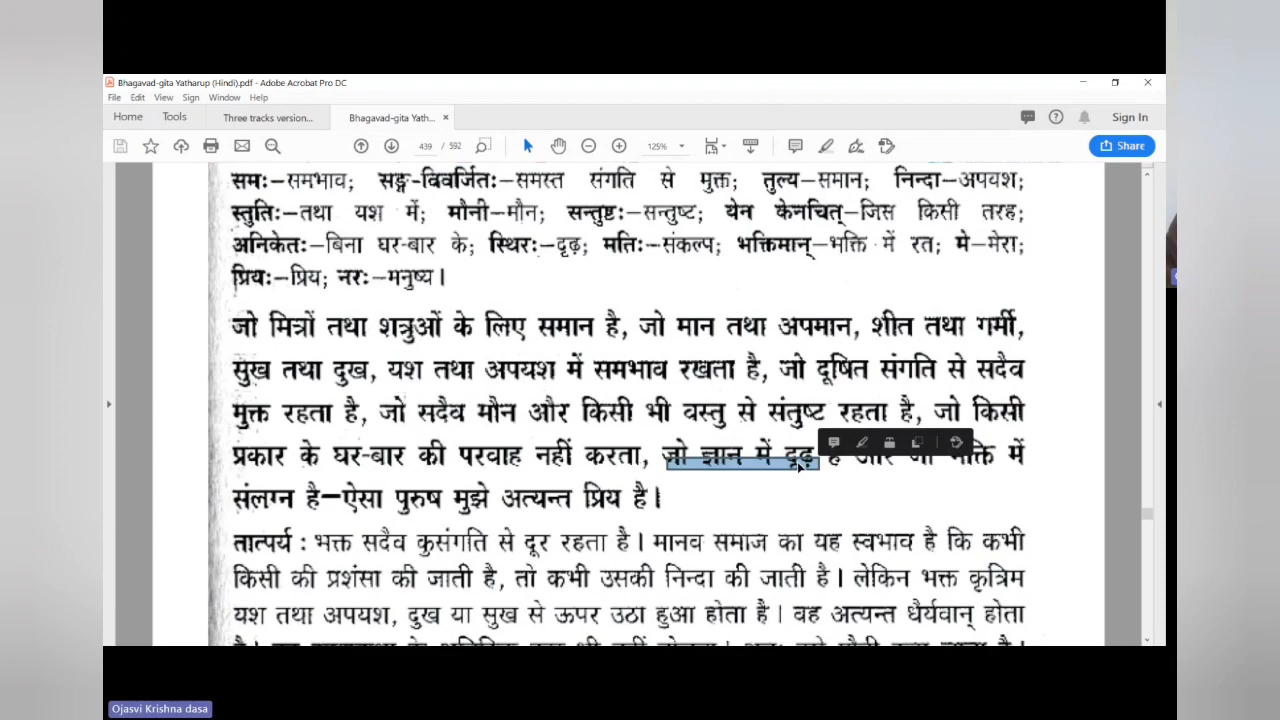 Bhagavad-gita Yatharup (Hindi).pdf - Adobe Acrobat Pro DC
File Edit View Sign Window Help
Home Tools Three tracks version... Bhagavad-gita Yath... × Sign In
439 / 592 125% Share
समः-समभाव; सङ्ग-विवर्जितः-समस्त संगति से मुक्त; तुल्य-समान; निन्दा-अपयश;
स्तुतिः-तथा यश में; मौनी-मौन; सन्तुष्टः-सन्तुष्ट; येन केनचित्-जिस किसी तरह;
अनिकेतः-बिना घर-बार के; स्थिरः-दृढ़; मतिः-संकल्प; भक्तिमान्-भक्ति में रत; मे-मेरा;
प्रियः-प्रिय; नरः-मनुष्य।
जो मित्रों तथा शत्रुओं के लिए समान है, जो मान तथा अपमान, शीत तथा गर्मी,
सुख तथा दुख, यश तथा अपयश में समभाव रखता है, जो दूषित संगति से सदैव
मुक्त रहता है, जो सदैव मौन और किसी भी वस्तु से संतुष्ट रहता है, जो किसी
प्रकार के घर-बार की परवाह नहीं करता, जो ज्ञान में दृढ़ है और जो भक्ति में
संलग्न है—ऐसा पुरुष मुझे अत्यन्त प्रिय है।
तात्पर्य : भक्त सदैव कुसंगति से दूर रहता है। मानव समाज का यह स्वभाव है कि कभी
किसी की प्रशंसा की जाती है, तो कभी उसकी निन्दा की जाती है। लेकिन भक्त कृत्रिम
यश तथा अपयश, दुख या सुख से ऊपर उठा हुआ होता है। वह अत्यन्त धैर्यवान् होता
Ojasvi Krishna dasa